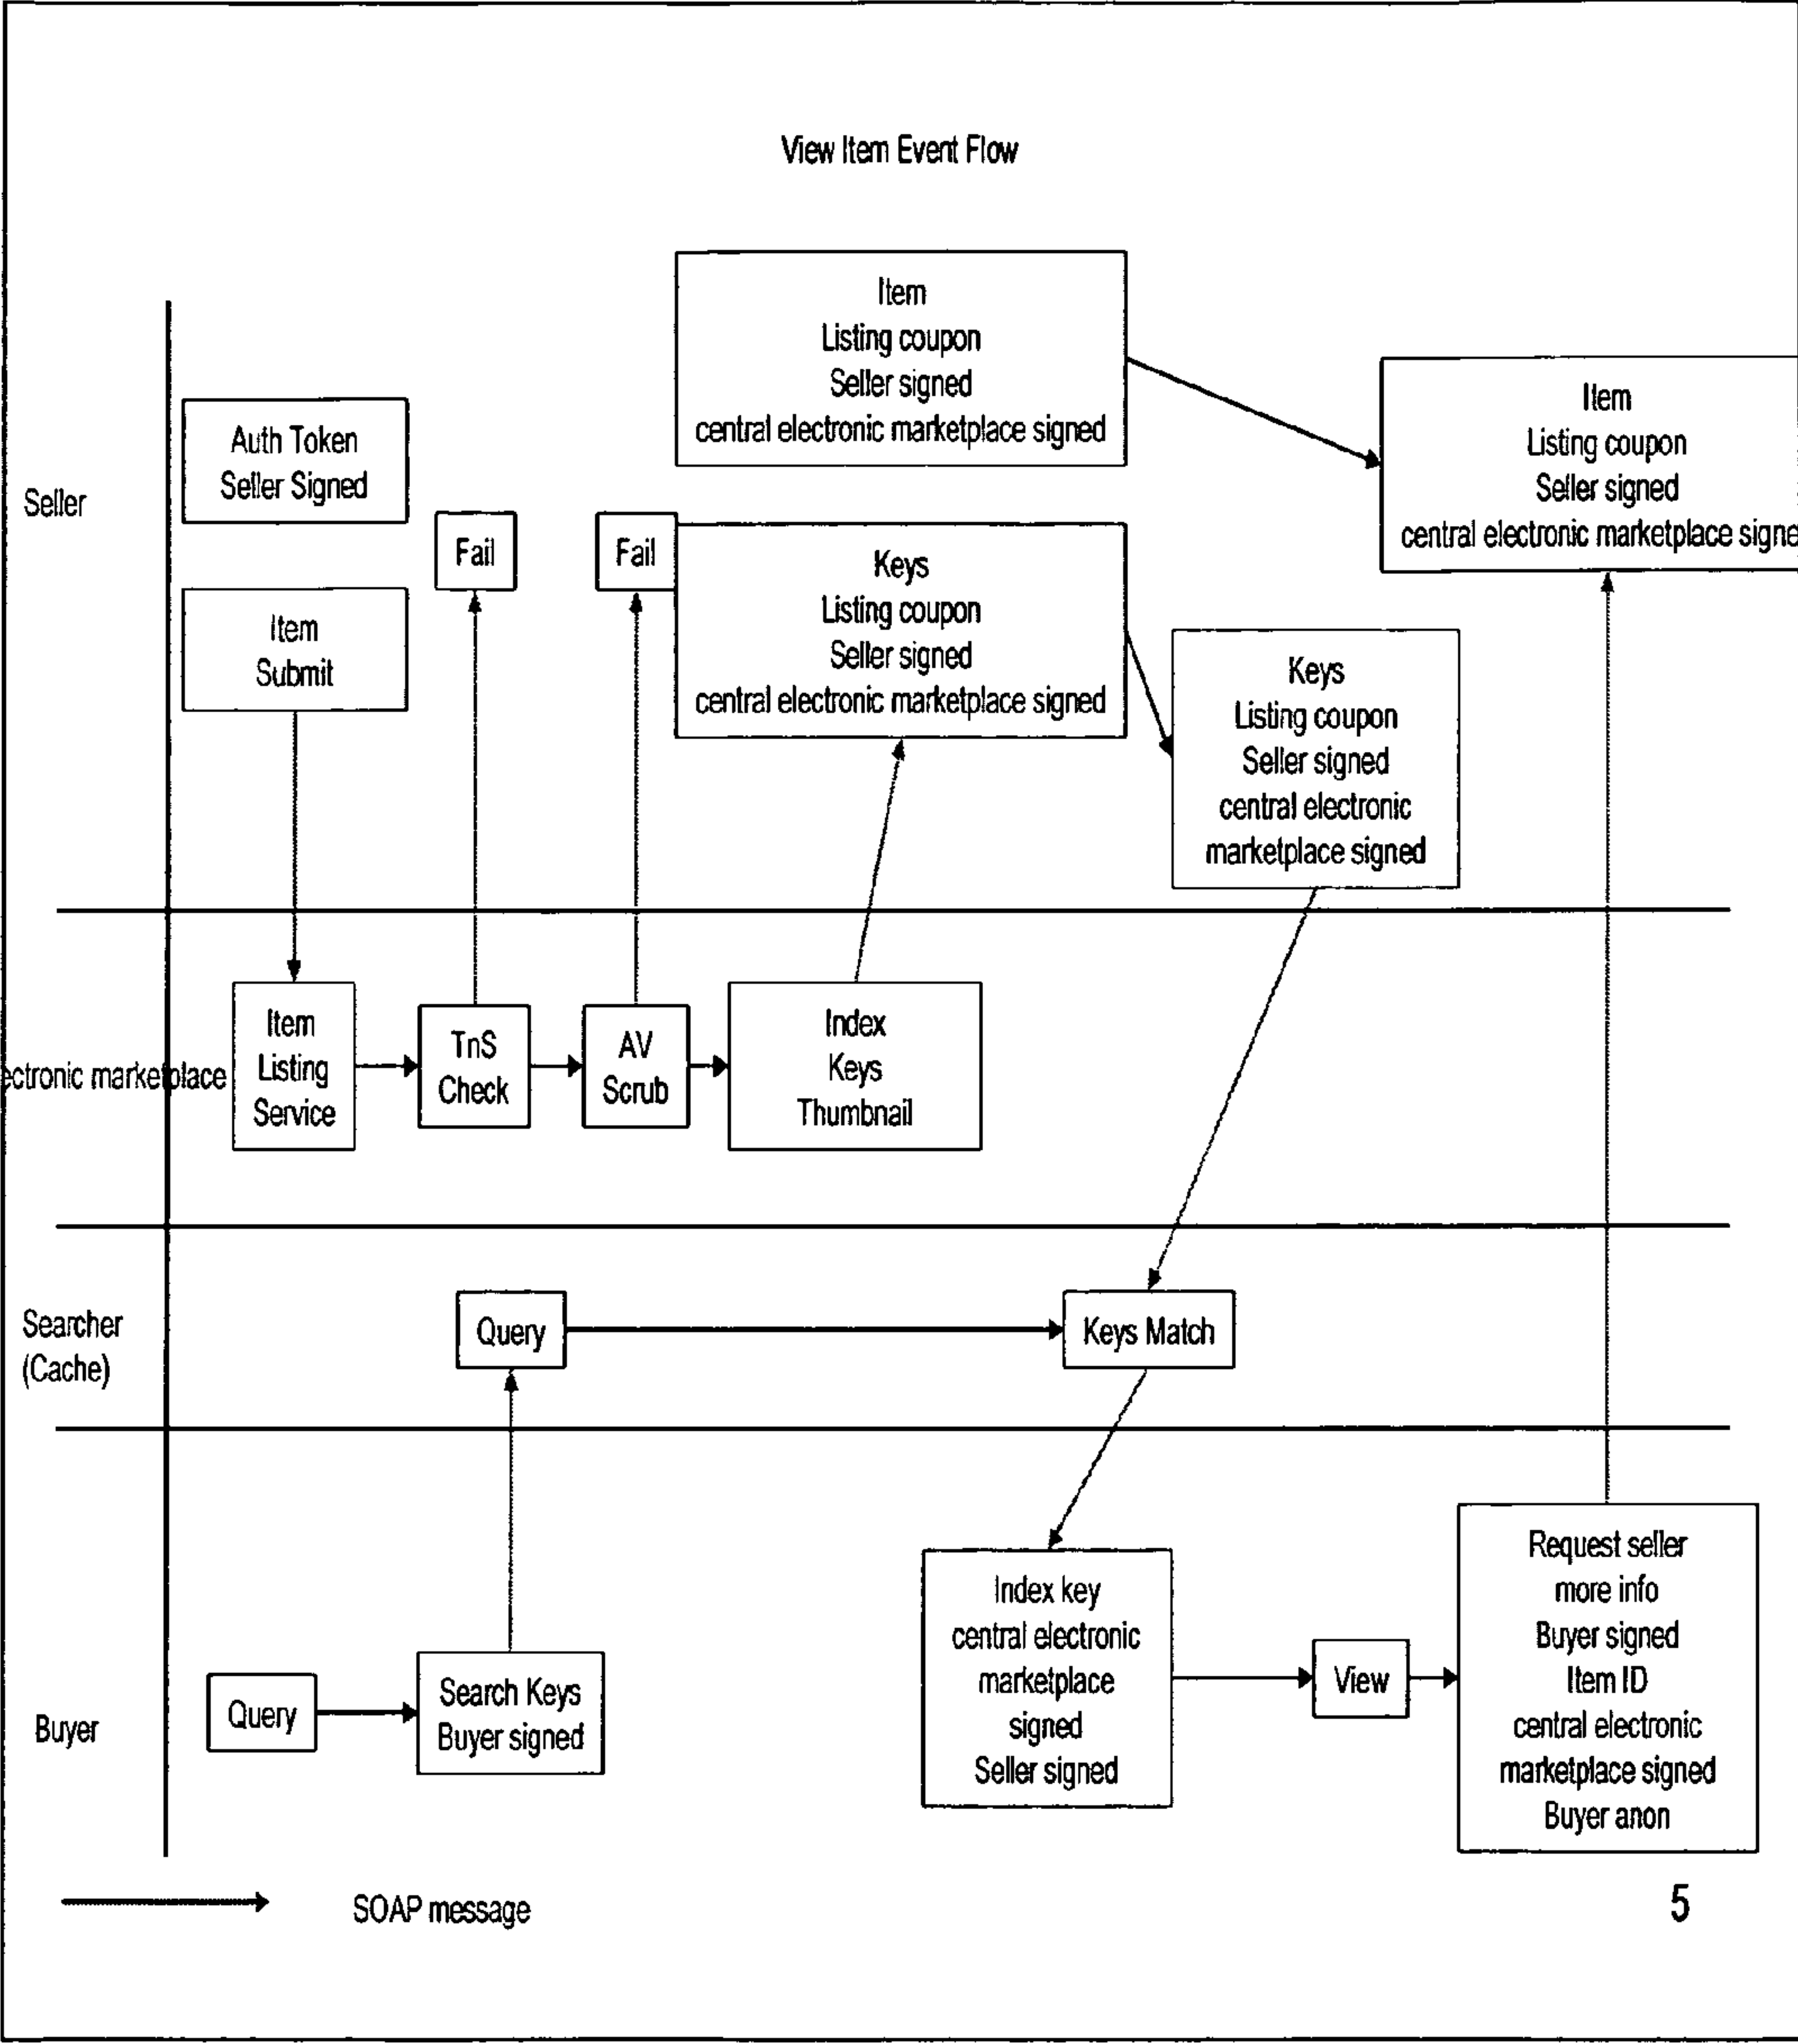 View Item Event Flow
Item
Listing coupon
Seller signed
central electronic marketplace signed
Item
Listing coupon
Seller signed
central electronic marketplace signe
Seller
Auth Token
Seller Signed
Fail
Fail
Keys
Listing coupon
Seller signed
central electronic marketplace signed
Item
Submit
Keys
Listing coupon
Seller signed
central electronic
marketplace signed
ectronic marketplace
Item
Listing
Service
TnS
Check
AV
Scrub
Index
Keys
Thumbnail
Searcher
(Cache)
Query
Keys Match
Buyer
Query
Search Keys
Buyer signed
Index key
central electronic
marketplace
signed
Seller signed
View
Request seller
more info
Buyer signed
Item ID
central electronic
marketplace signed
Buyer anon
SOAP message
5